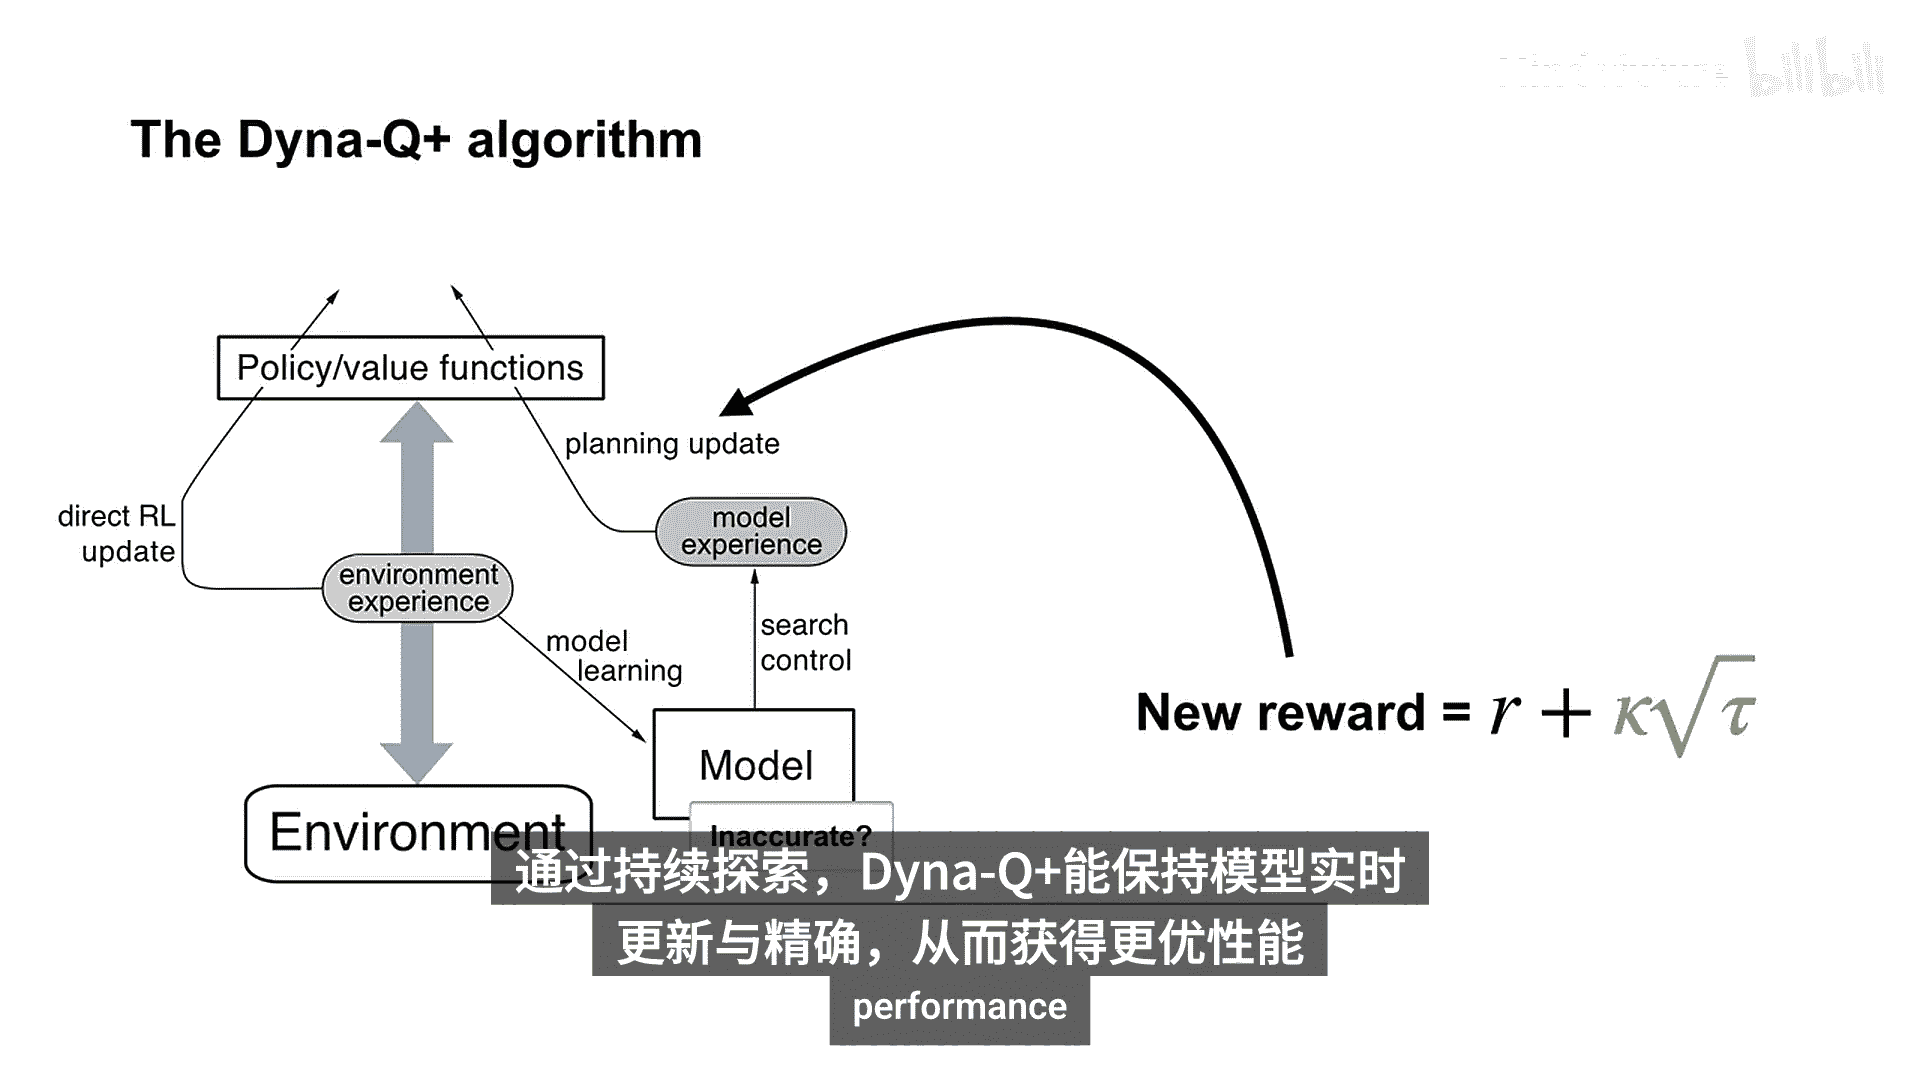 bilibili
The Dyna-Q+ algorithm
Policy/value functions
planning update
direct RL
update
model
experience
environment
experience
model
learning
search
control
New reward = r + κ√τ
Model
Inaccurate?
Environment
通过持续探索，Dyna-Q+能保持模型实时
更新与精确，从而获得更优性能
performance